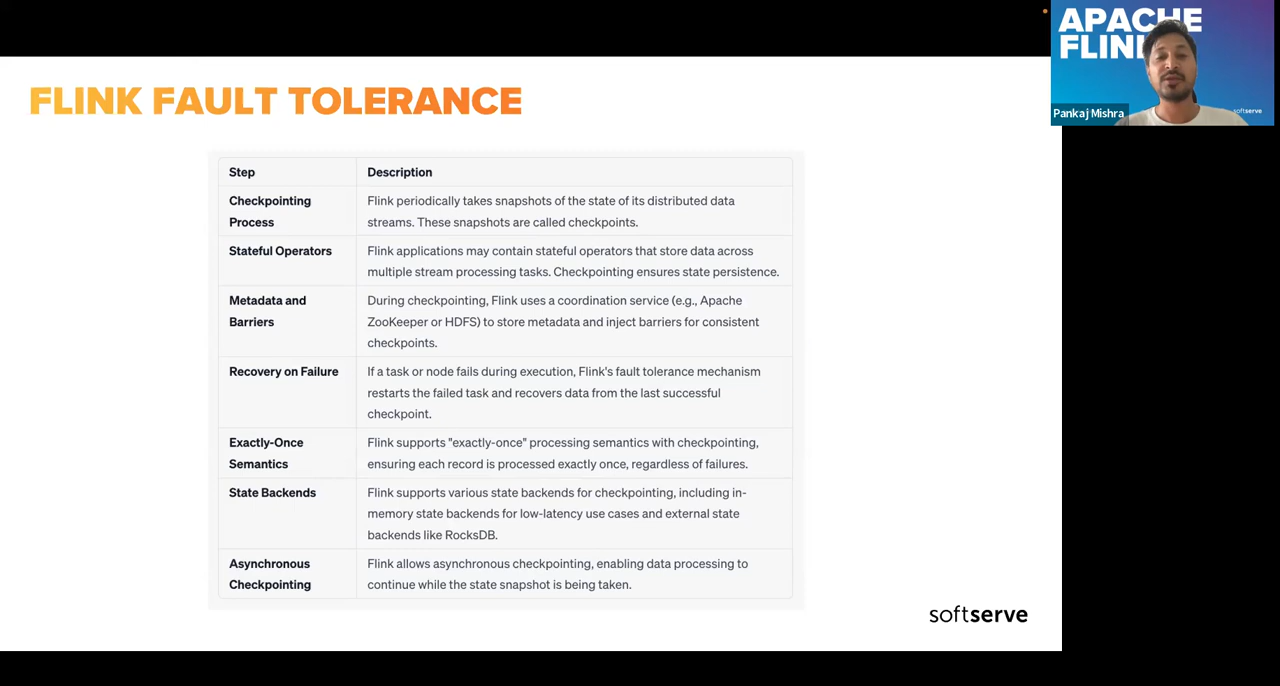 APACHE
FLINK
Pankaj Mishra
softserve
FLINK FAULT TOLERANCE
Step Description
Checkpointing Process Flink periodically takes snapshots of the state of its distributed data
streams. These snapshots are called checkpoints.
Stateful Operators Flink applications may contain stateful operators that store data across
multiple stream processing tasks. Checkpointing ensures state persistence.
Metadata and Barriers During checkpointing, Flink uses a coordination service (e.g., Apache
ZooKeeper or HDFS) to store metadata and inject barriers for consistent
checkpoints.
Recovery on Failure If a task or node fails during execution, Flink's fault tolerance mechanism
restarts the failed task and recovers data from the last successful
checkpoint.
Exactly-Once Semantics Flink supports "exactly-once" processing semantics with checkpointing,
ensuring each record is processed exactly once, regardless of failures.
State Backends Flink supports various state backends for checkpointing, including in-
memory state backends for low-latency use cases and external state
backends like RocksDB.
Asynchronous Checkpointing Flink allows asynchronous checkpointing, enabling data processing to
continue while the state snapshot is being taken.
softserve